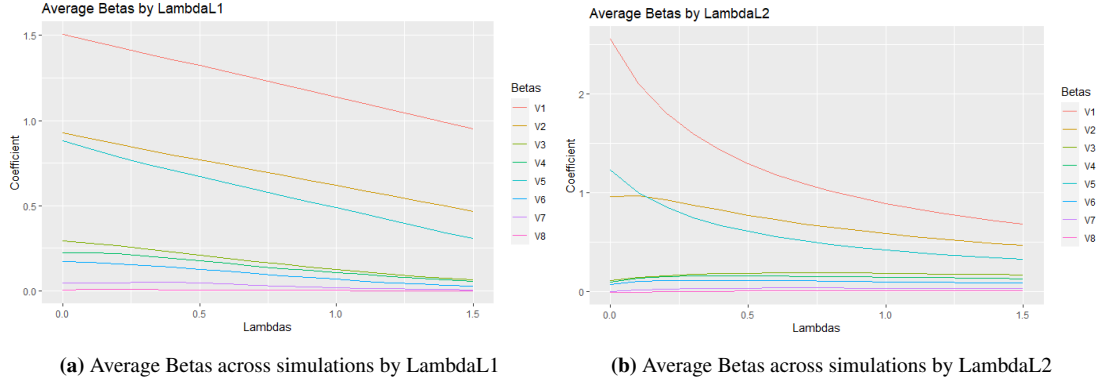 Average Betas by LambdaL1
Coefficient
1.5
1.0
0.5
0.0
0.0
0.5
1.0
1.5
Lambdas
Betas
V1
V2
V3
V4
V5
V6
V7
V8
(a) Average Betas across simulations by LambdaL1
Average Betas by LambdaL2
Coefficient
2
1
0
0.0
0.5
1.0
1.5
Lambdas
Betas
V1
V2
V3
V4
V5
V6
V7
V8
(b) Average Betas across simulations by LambdaL2